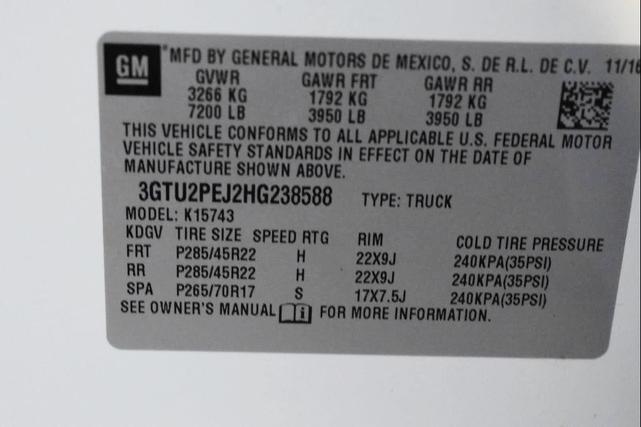 GM
*MFD BY GENERAL MOTORS DE MEXICO, S. DE R.L. DE C.V. 11/16
GVWR GAWR FRT GAWR RR
3266 KG 1792 KG 1792 KG
7200 LB 3950 LB 3950 LB
THIS VEHICLE CONFORMS TO ALL APPLICABLE U.S. FEDERAL MOTOR
VEHICLE SAFETY STANDARDS IN EFFECT ON THE DATE OF
MANUFACTURE SHOWN ABOVE.
3GTU2PEJ2HG238588 TYPE: TRUCK
MODEL: K15743
KDGV TIRE SIZE SPEED RTG RIM COLD TIRE PRESSURE
FRT P285/45R22 H 22X9J 240KPA(35PSI)
RR P285/45R22 H 22X9J 240KPA(35PSI)
SPA P265/70R17 S 17X7.5J 240KPA(35PSI)
SEE OWNER'S MANUAL FOR MORE INFORMATION.